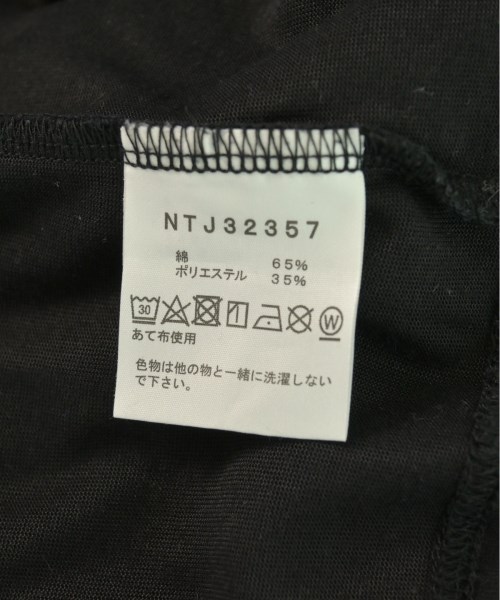 NTJ32357
綿 65%
ポリエステル 35%
30 W
あて布使用
色物は他の物と一緒に洗濯しない
で下さい。